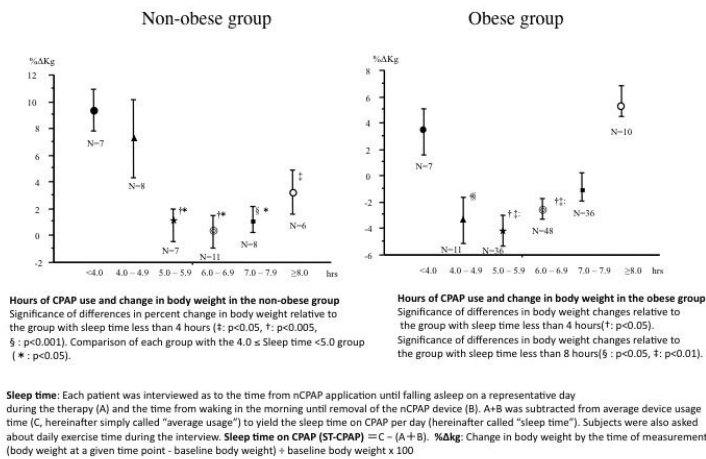 Non-obese group
Obese group
%ΔKg
12
10
8
6
4
2
0
-2
N=7
N=8
†*
N=7
†*
N=11
§ *
N=8
‡
N=6
<4.0 4.0 – 4.9 5.0 – 5.9 6.0 – 6.9 7.0 – 7.9 ≥8.0 hrs
%ΔKg
8
6
4
2
0
-2
-4
-6
N=7
§
N=11
†‡:
N=36
†‡:
N=48
N=36
N=10
<4.0 4.0 – 4.9 5.0 – 5.9 6.0 – 6.9 7.0 – 7.9 ≥8.0 hrs
Hours of CPAP use and change in body weight in the non-obese group
Significance of differences in percent change in body weight relative to
the group with sleep time less than 4 hours (‡: p<0.05, †: p<0.005,
§ : p<0.001). Comparison of each group with the 4.0 ≤ Sleep time <5.0 group
( * : p<0.05).
Hours of CPAP use and change in body weight in the obese group
Significance of differences in body weight changes relative to
the group with sleep time less than 4 hours(†: p<0.05).
Significance of differences in body weight changes relative to
the group with sleep time less than 8 hours(§ : p<0.05, ‡: p<0.01).
Sleep time: Each patient was interviewed as to the time from nCPAP application until falling asleep on a representative day
during the therapy (A) and the time from waking in the morning until removal of the nCPAP device (B). A+B was subtracted from average device usage
time (C, hereinafter simply called “average usage”) to yield the sleep time on CPAP per day (hereinafter called “sleep time”). Subjects were also asked
about daily exercise time during the interview. Sleep time on CPAP (ST-CPAP) =C – (A+B). %Δkg: Change in body weight by the time of measurement
(body weight at a given time point - baseline body weight) ÷ baseline body weight x 100